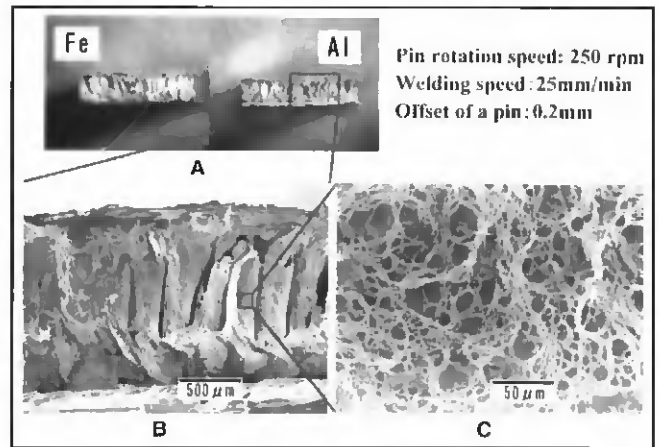 Fe
Al
Pin rotation speed: 250 rpm
Welding speed:25mm/min
Offset of a pin:0.2mm
A
500 μm
50 μm
B
C